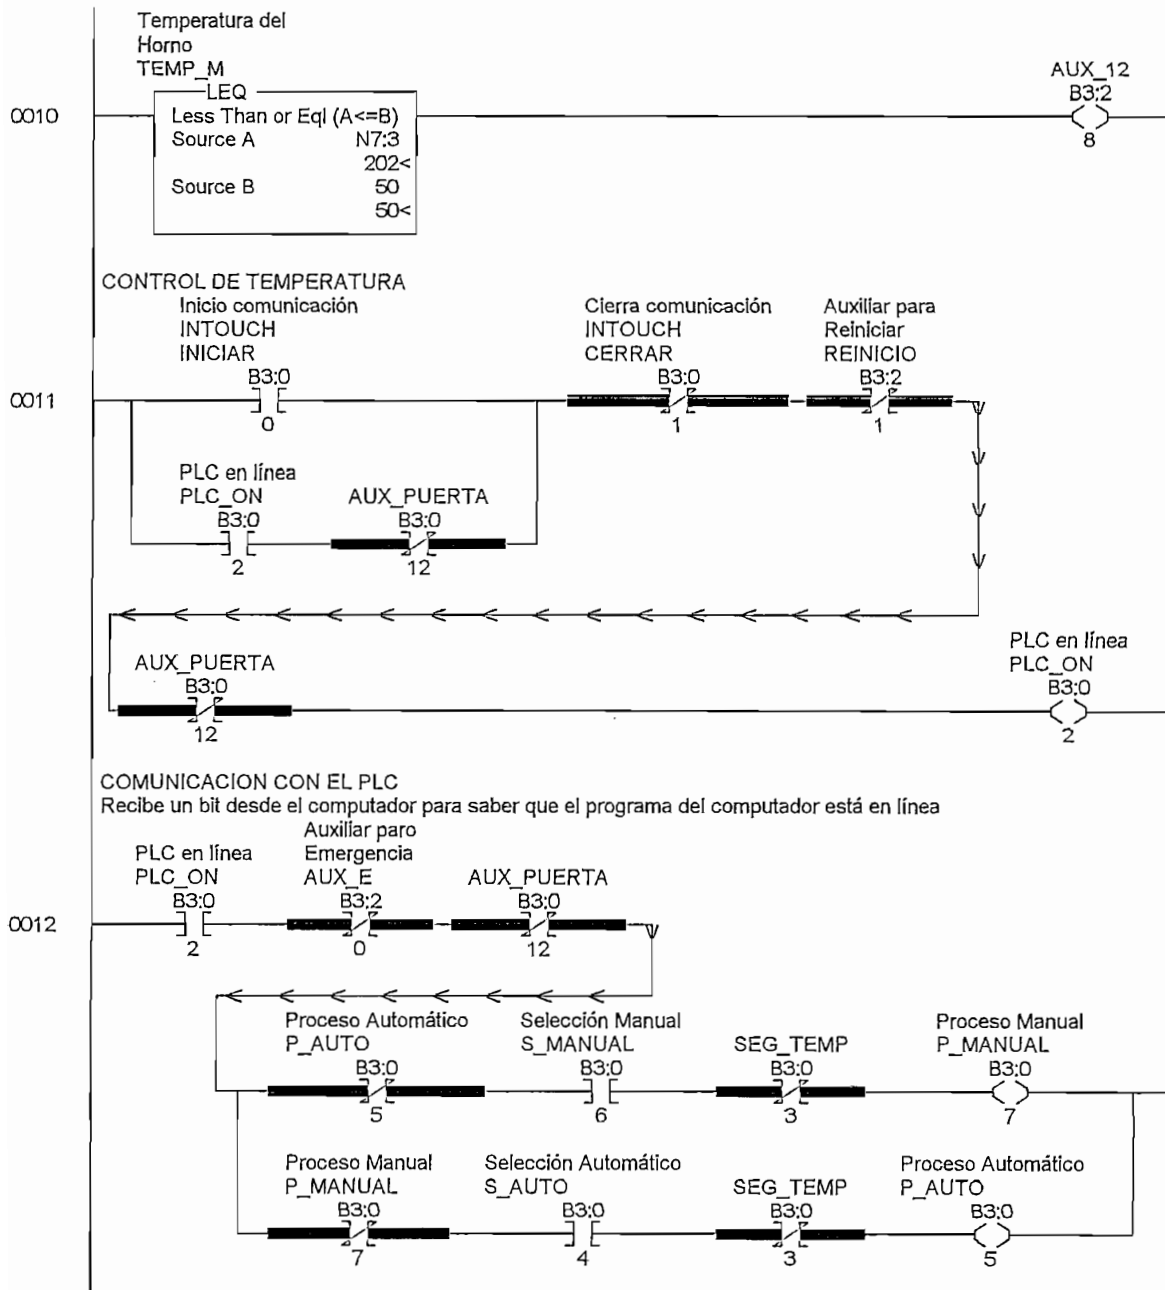 Temperatura del
Horno
TEMP_M
LEQ
AUX_12
B3:2
0010
Less Than or Eql (A<=B)
8
Source A N7:3
202<
Source B 50
50<
CONTROL DE TEMPERATURA
Inicio comunicación
INTOUCH
INICIAR
B3:0
0
Cierra comunicación
INTOUCH
CERRAR
B3:0
1
Auxiliar para
Reiniciar
REINICIO
B3:2
1
0011
PLC en línea
PLC_ON
B3:0
2
AUX_PUERTA
B3:0
12
AUX_PUERTA
B3:0
12
PLC en línea
PLC_ON
B3:0
2
COMUNICACION CON EL PLC
Recibe un bit desde el computador para saber que el programa del computador está en línea
PLC en línea
PLC_ON
B3:0
2
Auxiliar paro
Emergencia
AUX_E
B3:2
0
AUX_PUERTA
B3:0
12
0012
Proceso Automático
P_AUTO
B3:0
5
Selección Manual
S_MANUAL
B3:0
6
SEG_TEMP
B3:0
3
Proceso Manual
P_MANUAL
B3:0
7
Proceso Manual
P_MANUAL
B3:0
7
Selección Automático
S_AUTO
B3:0
4
SEG_TEMP
B3:0
3
Proceso Automático
P_AUTO
B3:0
5